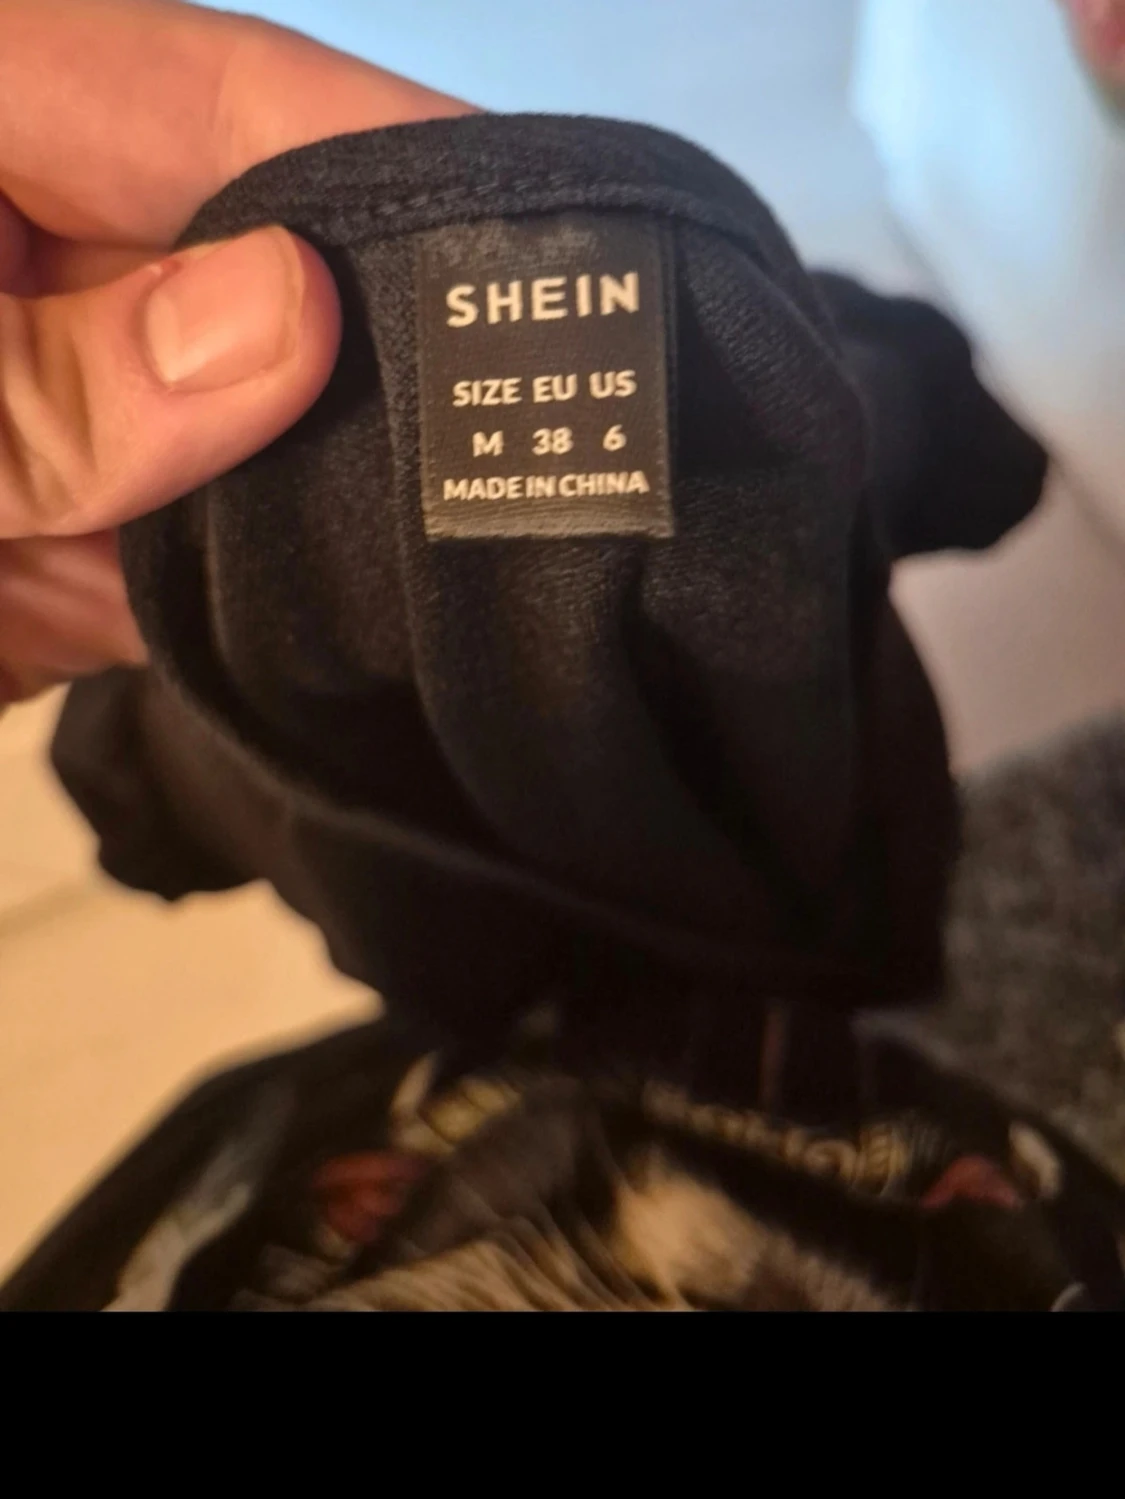 SHEIN
SIZE EU US
M 38 6
MADE IN CHINA